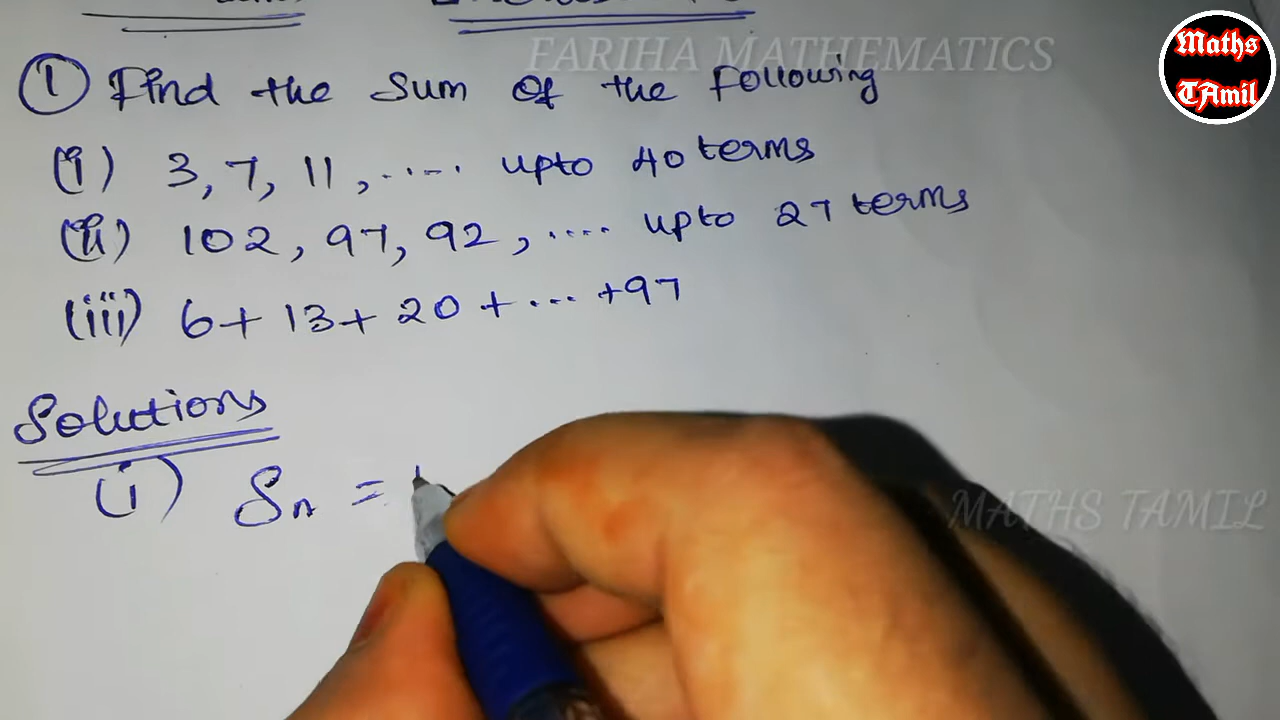 FARIHA MATHEMATICS
Maths
TAmil
① Find the Sum of the following
(i) 3, 7, 11, ..... upto 40 terms
(ii) 102, 97, 92, .... upto 27 terms
(iii) 6 + 13 + 20 + ... + 97
Solutions
(i) Sn =
MATHS TAMIL